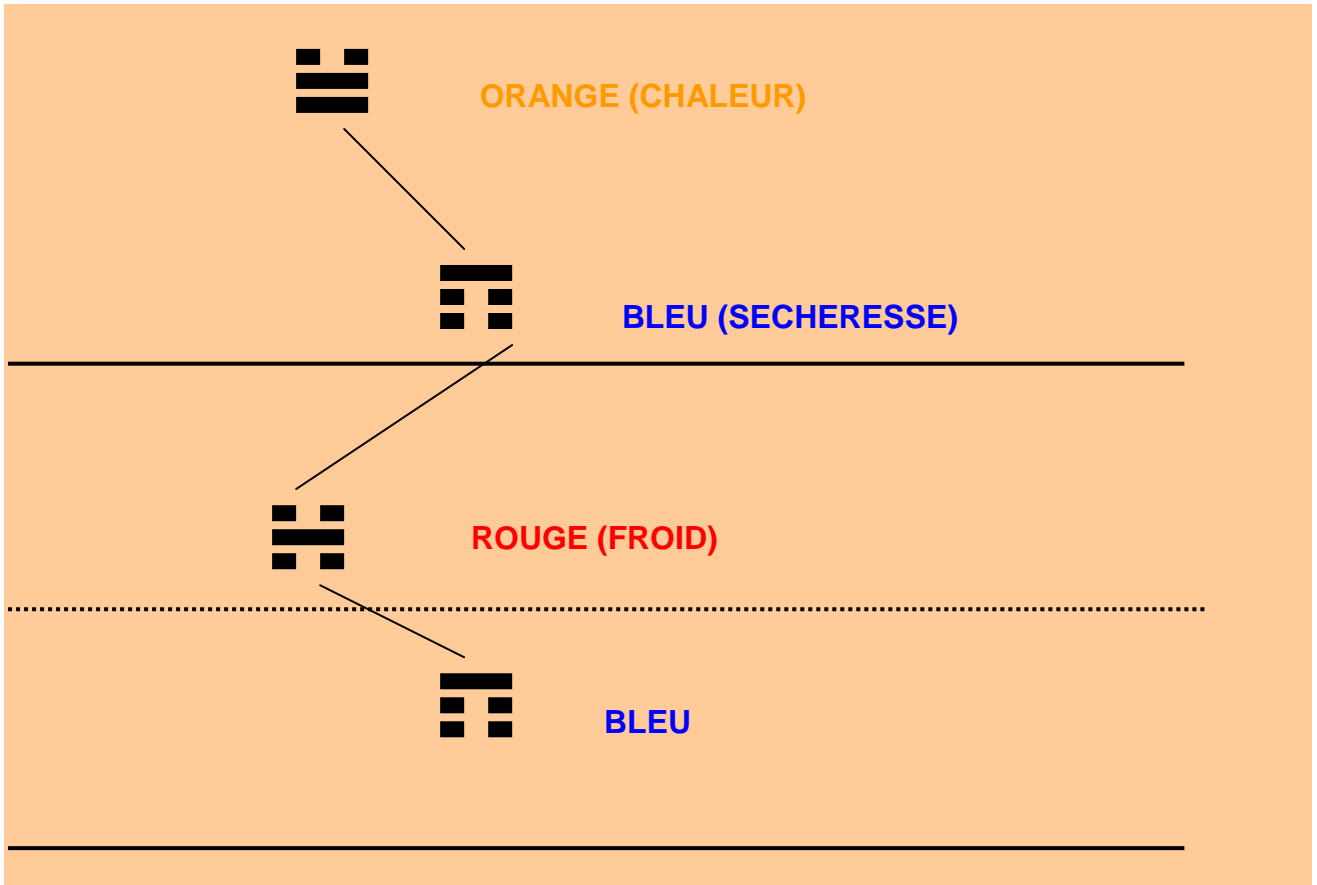 ORANGE (CHALEUR)
BLEU (SECHERESSE)
ROUGE (FROID)
BLEU